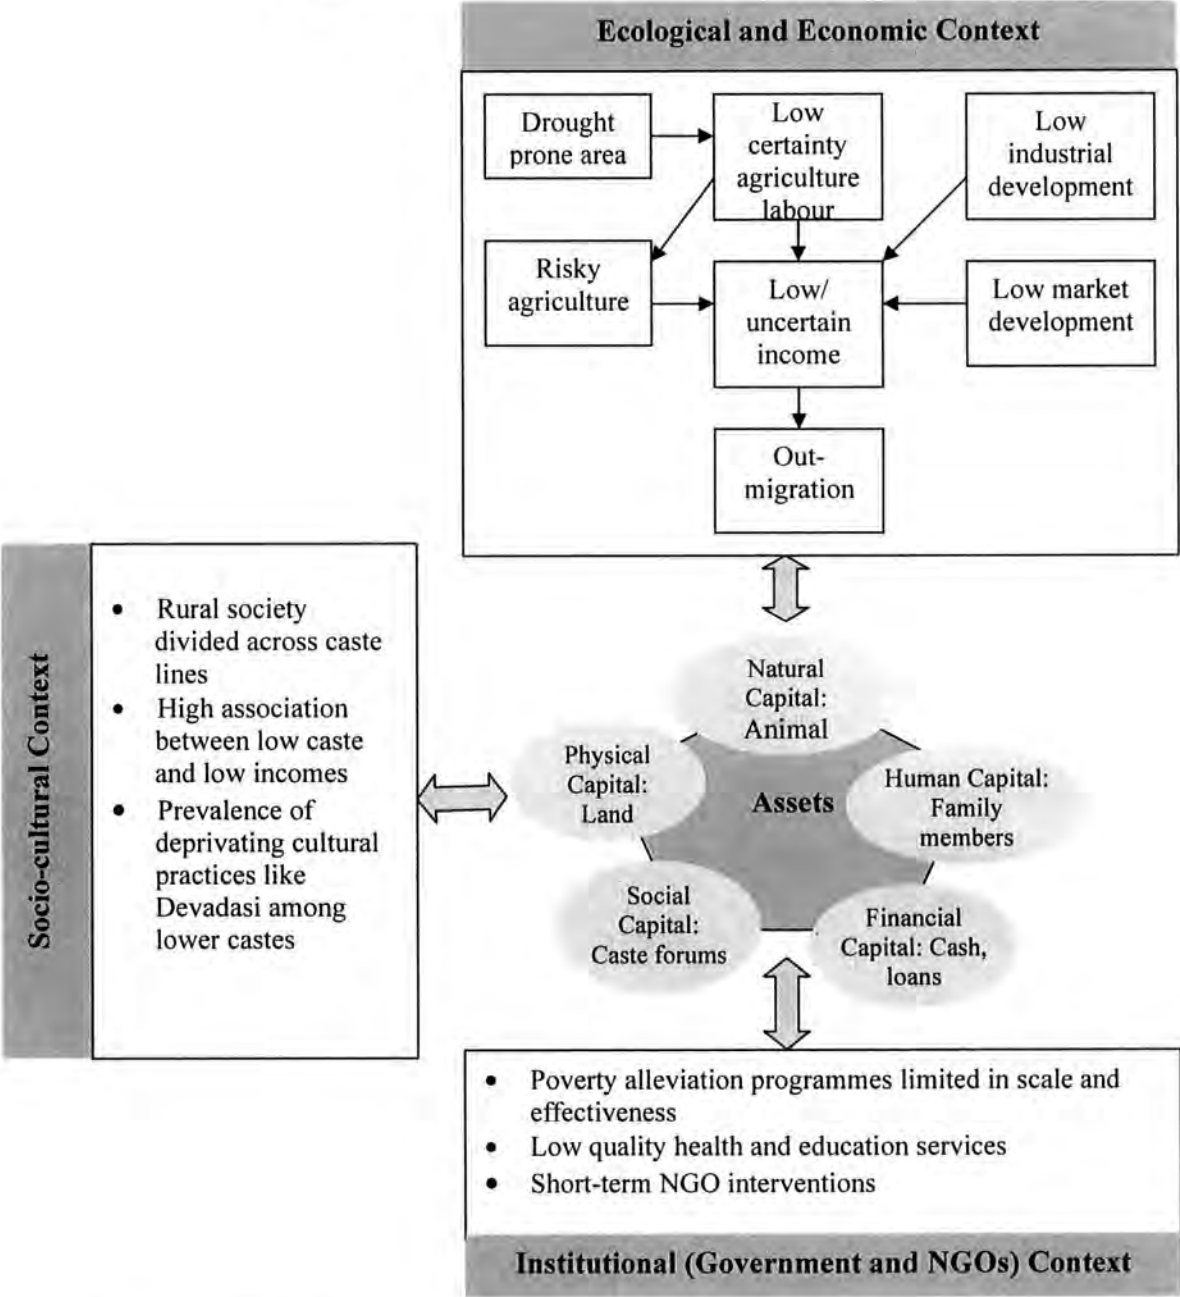 Ecological and Economic Context
Drought
prone area
Low
certainty
agriculture
labour
Low
industrial
development
Risky
agriculture
Low/
uncertain
income
Low market
development
Out-
migration
Socio-cultural Context
• Rural society
divided across caste
lines
• High association
between low caste
and low incomes
• Prevalence of
deprivating cultural
practices like
Devadasi among
lower castes
Natural
Capital:
Animal
Physical
Capital:
Land
Assets
Human Capital:
Family
members
Social
Capital:
Caste forums
Financial
Capital: Cash,
loans
• Poverty alleviation programmes limited in scale and
effectiveness
• Low quality health and education services
• Short-term NGO interventions
Institutional (Government and NGOs) Context